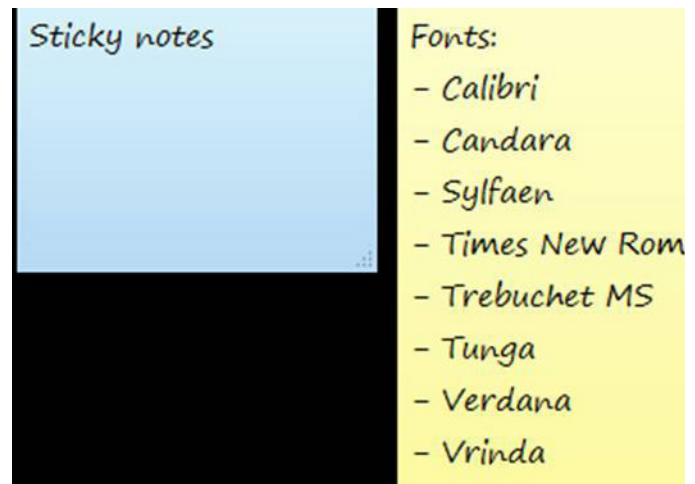 Sticky notes
Fonts:
- Calibri
- Candara
- Sylfaen
- Times New Rom
- Trebuchet MS
- Tunga
- Verdana
- Vrinda